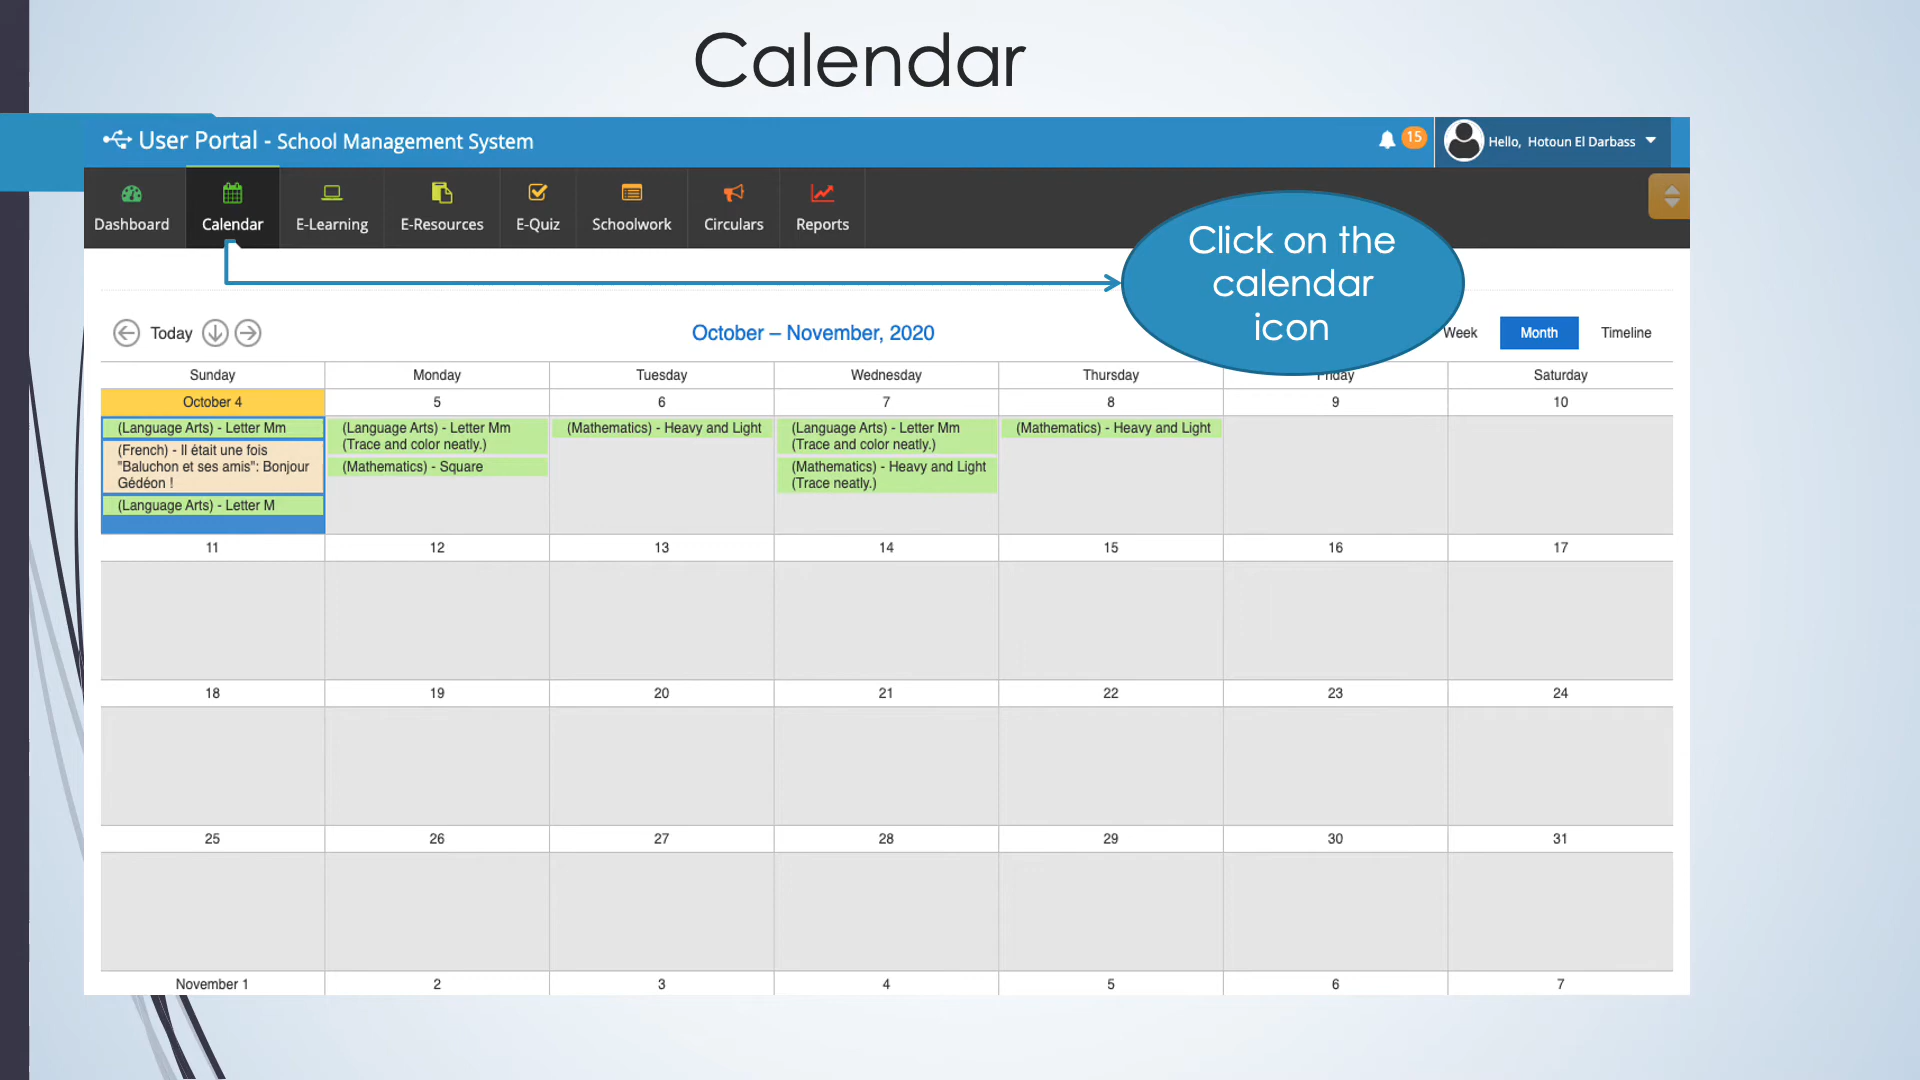 Calendar
User Portal - School Management System
15
Hello, Hotoun El Darbass
Dashboard
Calendar
E-Learning
E-Resources
E-Quiz
Schoolwork
Circulars
Reports
Click on the
calendar
icon
Today
October – November, 2020
Week
Month
Timeline
Sunday
Monday
Tuesday
Wednesday
Thursday
Friday
Saturday
October 4
5
6
7
8
9
10
(Language Arts) - Letter Mm
(French) - Il était une fois
"Baluchon et ses amis": Bonjour
Gédéon !
(Language Arts) - Letter M
(Language Arts) - Letter Mm
(Trace and color neatly.)
(Mathematics) - Square
(Mathematics) - Heavy and Light
(Language Arts) - Letter Mm
(Trace and color neatly.)
(Mathematics) - Heavy and Light
(Trace neatly.)
(Mathematics) - Heavy and Light
11
12
13
14
15
16
17
18
19
20
21
22
23
24
25
26
27
28
29
30
31
November 1
2
3
4
5
6
7